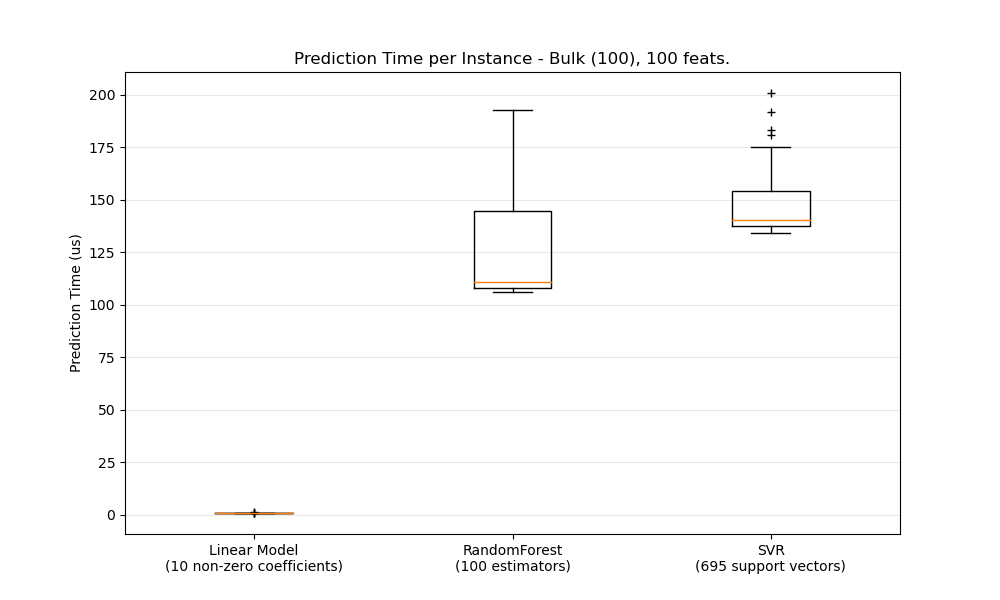 Prediction Time per Instance - Bulk (100), 100 feats.
200
175
150
125
100
75
50
25
0
Prediction Time (us)
Linear Model
(10 non-zero coefficients)
RandomForest
(100 estimators)
SVR
(695 support vectors)